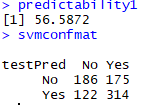 > predictability1
[1] 56.5872
> svmconfmat
testPred No Yes
No 186 175
Yes 122 314